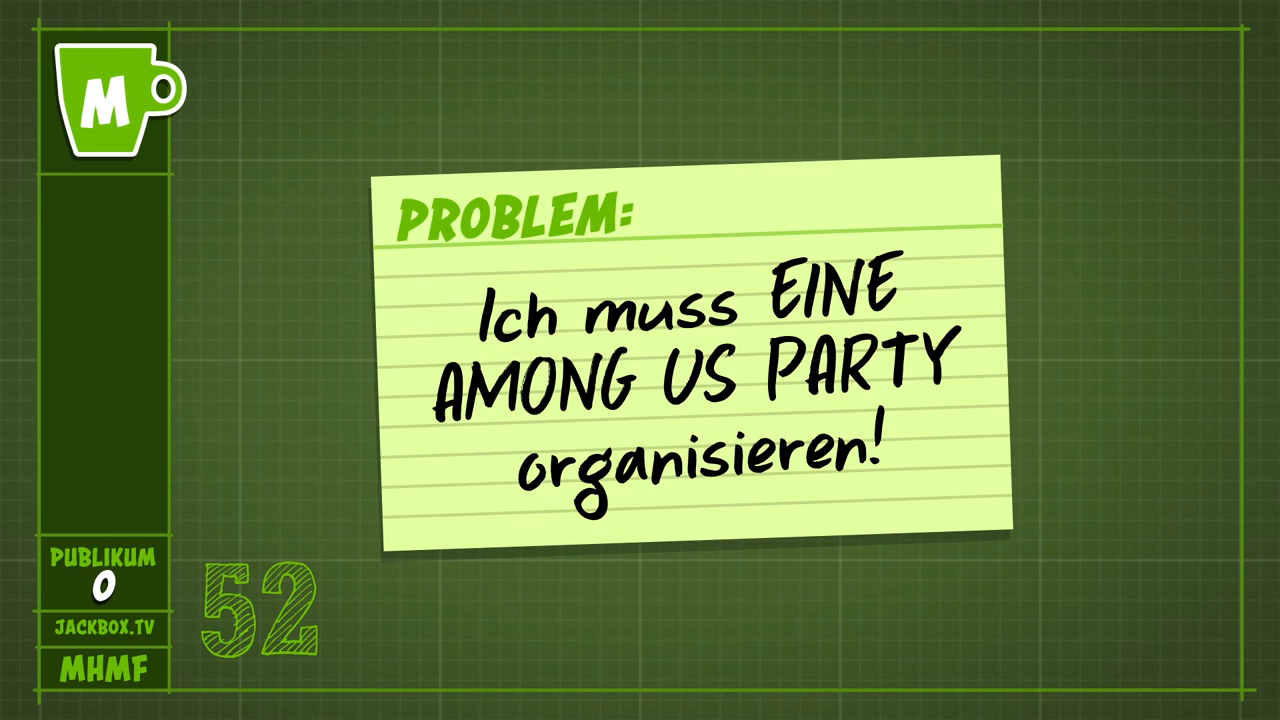 M
PROBLEM:
Ich muss EINE
AMONG US PARTY
organisieren!
PUBLIKUM
0
JACKBOX.TV
MHMF
52